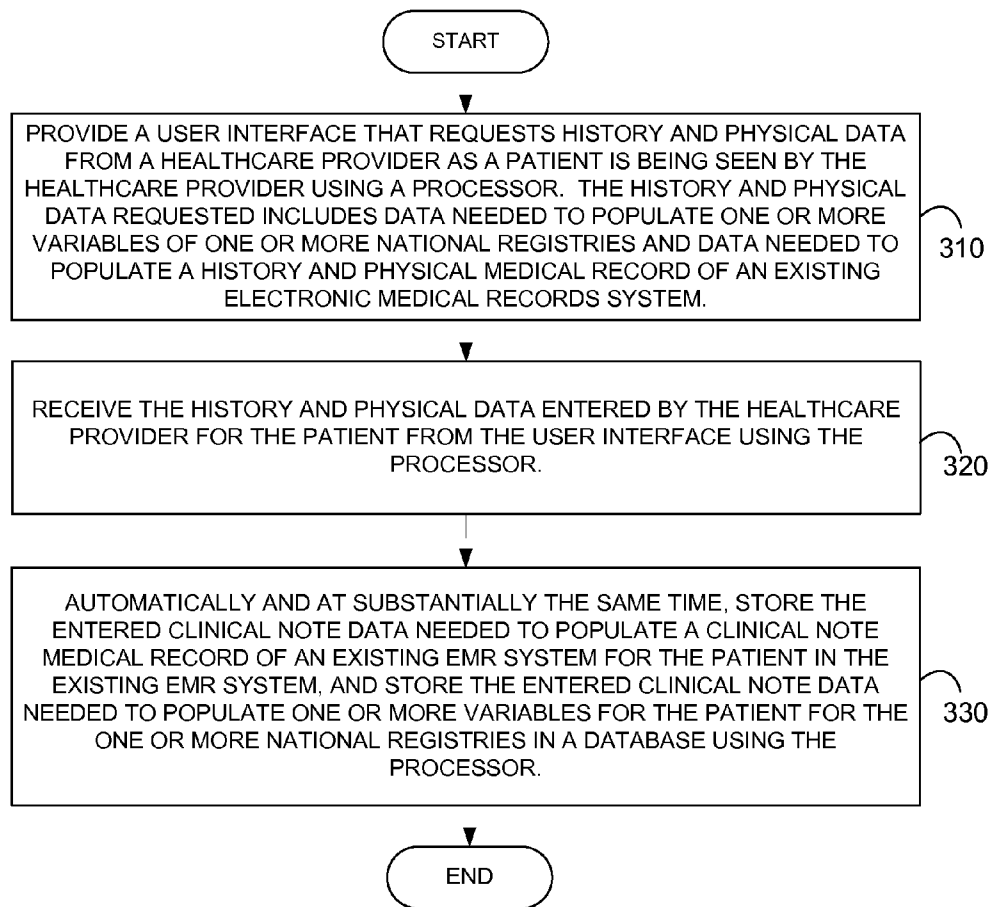 START
PROVIDE A USER INTERFACE THAT REQUESTS HISTORY AND PHYSICAL DATA
FROM A HEALTHCARE PROVIDER AS A PATIENT IS BEING SEEN BY THE
HEALTHCARE PROVIDER USING A PROCESSOR. THE HISTORY AND PHYSICAL
DATA REQUESTED INCLUDES DATA NEEDED TO POPULATE ONE OR MORE
VARIABLES OF ONE OR MORE NATIONAL REGISTRIES AND DATA NEEDED TO
POPULATE A HISTORY AND PHYSICAL MEDICAL RECORD OF AN EXISTING
ELECTRONIC MEDICAL RECORDS SYSTEM.
310
RECEIVE THE HISTORY AND PHYSICAL DATA ENTERED BY THE HEALTHCARE
PROVIDER FOR THE PATIENT FROM THE USER INTERFACE USING THE
PROCESSOR.
320
AUTOMATICALLY AND AT SUBSTANTIALLY THE SAME TIME, STORE THE
ENTERED CLINICAL NOTE DATA NEEDED TO POPULATE A CLINICAL NOTE
MEDICAL RECORD OF AN EXISTING EMR SYSTEM FOR THE PATIENT IN THE
EXISTING EMR SYSTEM, AND STORE THE ENTERED CLINICAL NOTE DATA
NEEDED TO POPULATE ONE OR MORE VARIABLES FOR THE PATIENT FOR THE
ONE OR MORE NATIONAL REGISTRIES IN A DATABASE USING THE
PROCESSOR.
330
END